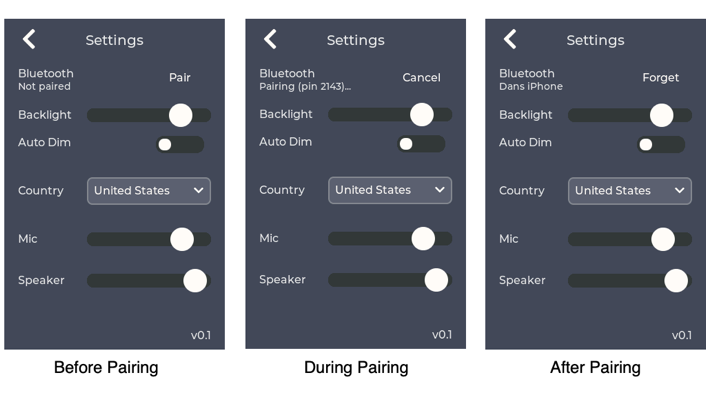 Settings
Bluetooth
Not paired
Pair
Backlight
Auto Dim
Country
United States
Mic
Speaker
v0.1
Before Pairing
Settings
Bluetooth
Pairing (pin 2143)...
Cancel
Backlight
Auto Dim
Country
United States
Mic
Speaker
v0.1
During Pairing
Settings
Bluetooth
Dans iPhone
Forget
Backlight
Auto Dim
Country
United States
Mic
Speaker
v0.1
After Pairing